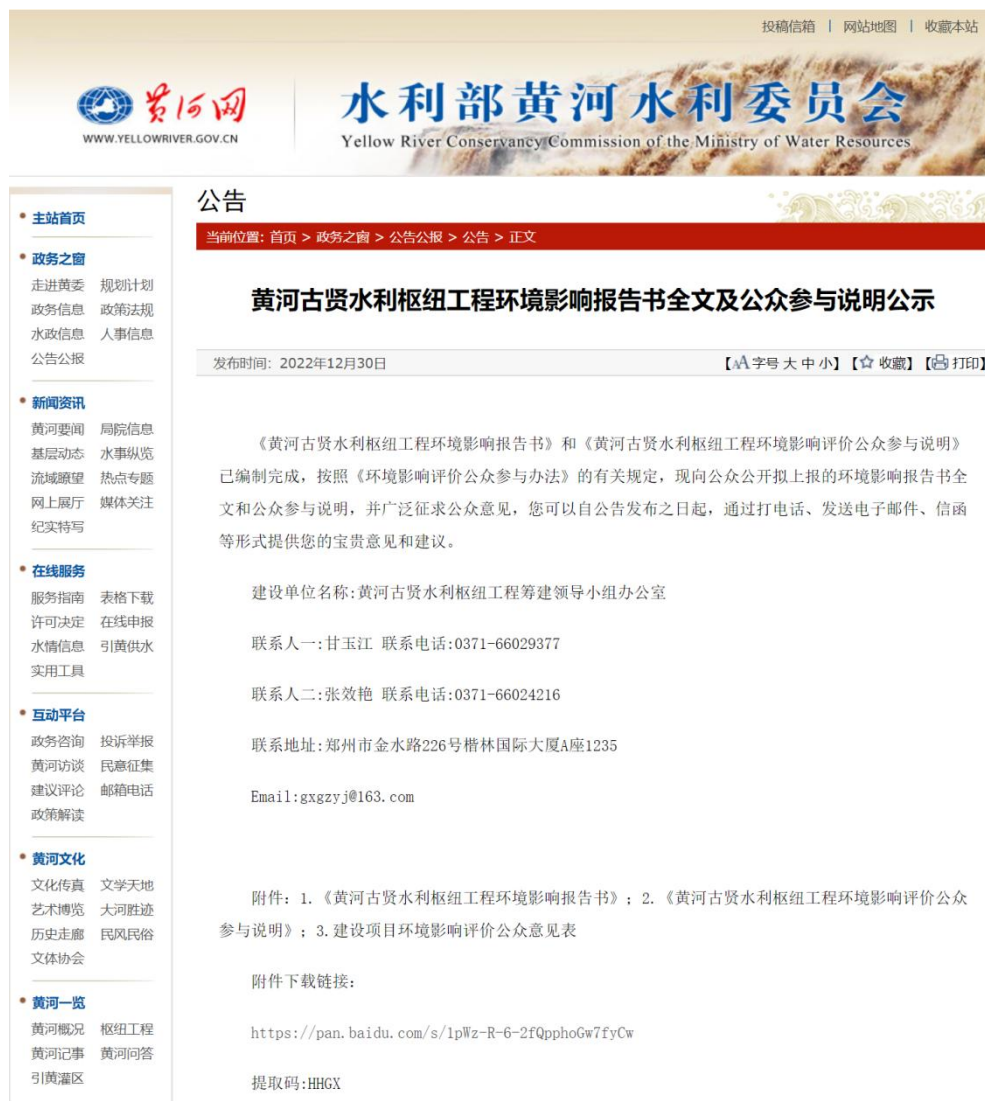 投稿信箱 | 网站地图 | 收藏本站
黄河网
WWW.YELLOWRIVER.GOV.CN
水利部黄河水利委员会
Yellow River Conservancy Commission of the Ministry of Water Resources
主站首页
政务之窗
走进黄委 规划计划
政务信息 政策法规
水政信息 人事信息
公告公报
新闻资讯
黄河要闻 局院信息
基层动态 水事纵览
流域瞭望 热点专题
网上展厅 媒体关注
纪实特写
在线服务
服务指南 表格下载
许可决定 在线申报
水情信息 引黄供水
实用工具
互动平台
政务咨询 投诉举报
黄河访谈 民意征集
建议评论 邮箱电话
政策解读
黄河文化
文化传真 文学天地
艺术博览 大河胜迹
历史走廊 民风民俗
文体协会
黄河一览
黄河概况 枢纽工程
黄河记事 黄河问答
引黄灌区
公告
当前位置: 首页 > 政务之窗 > 公告公报 > 公告 > 正文
黄河古贤水利枢纽工程环境影响报告书全文及公众参与说明公示
发布时间: 2022年12月30日 【AA字号 大 中 小】【☆ 收藏】【打印】
《黄河古贤水利枢纽工程环境影响报告书》和《黄河古贤水利枢纽工程环境影响评价公众参与说明》
已编制完成，按照《环境影响评价公众参与办法》的有关规定，现向公众公开拟上报的环境影响报告书全
文和公众参与说明，并广泛征求公众意见，您可以自公告发布之日起，通过打电话、发送电子邮件、信函
等形式提供您的宝贵意见和建议。
建设单位名称:黄河古贤水利枢纽工程筹建领导小组办公室
联系人一:甘玉江 联系电话:0371-66029377
联系人二:张效艳 联系电话:0371-66024216
联系地址:郑州市金水路226号楷林国际大厦A座1235
Email:gxgzyj@163.com
附件：1.《黄河古贤水利枢纽工程环境影响报告书》；2.《黄河古贤水利枢纽工程环境影响评价公众
参与说明》；3.建设项目环境影响评价公众意见表
附件下载链接：
https://pan.baidu.com/s/1pWz-R-6-2fQpphoGw7fyCw
提取码:HHGX